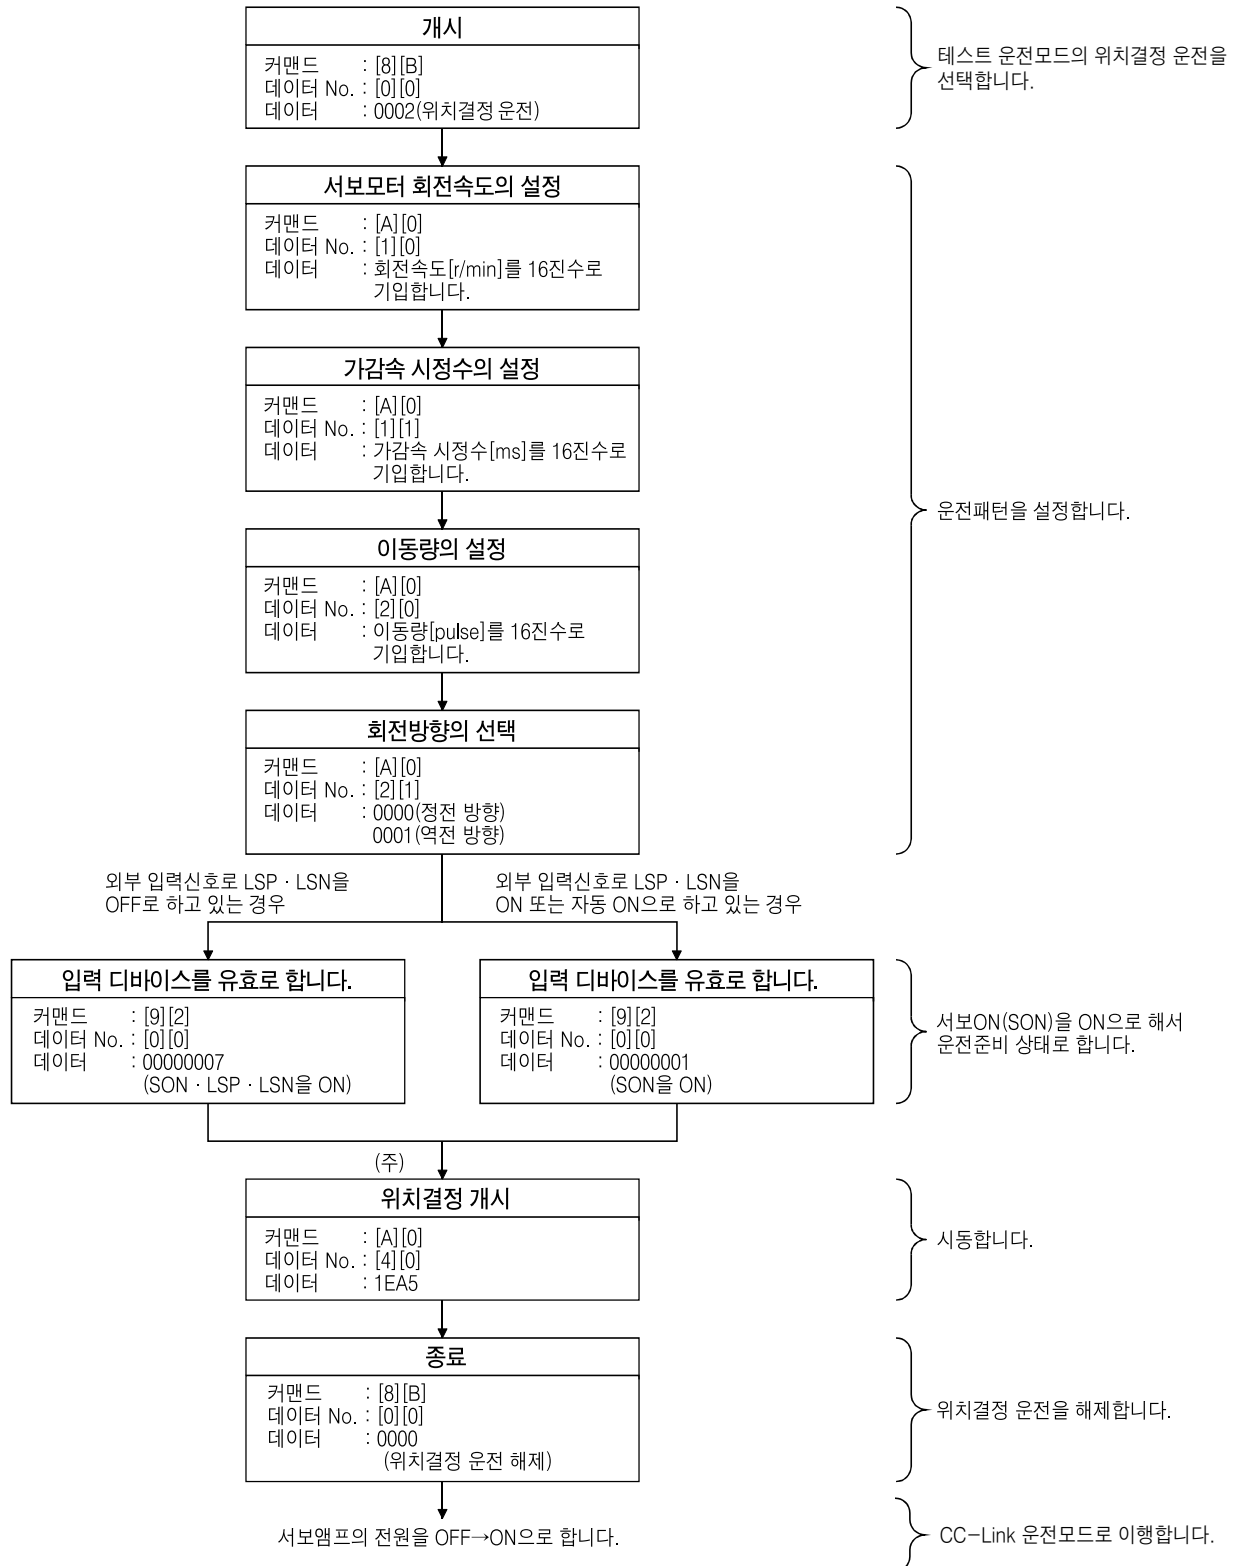 개시
커맨드 : [8][B]
데이터 No. : [0][0]
데이터 : 0002(위치결정 운전)
테스트 운전모드의 위치결정 운전을
선택합니다.
서보모터 회전속도의 설정
커맨드 : [A][0]
데이터 No. : [1][0]
데이터 : 회전속도[r/min]를 16진수로
기입합니다.
가감속 시정수의 설정
커맨드 : [A][0]
데이터 No. : [1][1]
데이터 : 가감속 시정수[ms]를 16진수로
기입합니다.
이동량의 설정
커맨드 : [A][0]
데이터 No. : [2][0]
데이터 : 이동량[pulse]를 16진수로
기입합니다.
회전방향의 선택
커맨드 : [A][0]
데이터 No. : [2][1]
데이터 : 0000(정전 방향)
0001(역전 방향)
운전패턴을 설정합니다.
외부 입력신호로 LSP · LSN을
OFF로 하고 있는 경우
외부 입력신호로 LSP · LSN을
ON 또는 자동 ON으로 하고 있는 경우
입력 디바이스를 유효로 합니다.
커맨드 : [9][2]
데이터 No. : [0][0]
데이터 : 00000007
(SON · LSP · LSN을 ON)
입력 디바이스를 유효로 합니다.
커맨드 : [9][2]
데이터 No. : [0][0]
데이터 : 00000001
(SON을 ON)
서보ON(SON)을 ON으로 해서
운전준비 상태로 합니다.
(주)
위치결정 개시
커맨드 : [A][0]
데이터 No. : [4][0]
데이터 : 1EA5
시동합니다.
종료
커맨드 : [8][B]
데이터 No. : [0][0]
데이터 : 0000
(위치결정 운전 해제)
위치결정 운전을 해제합니다.
서보앰프의 전원을 OFF→ON으로 합니다.
CC-Link 운전모드로 이행합니다.